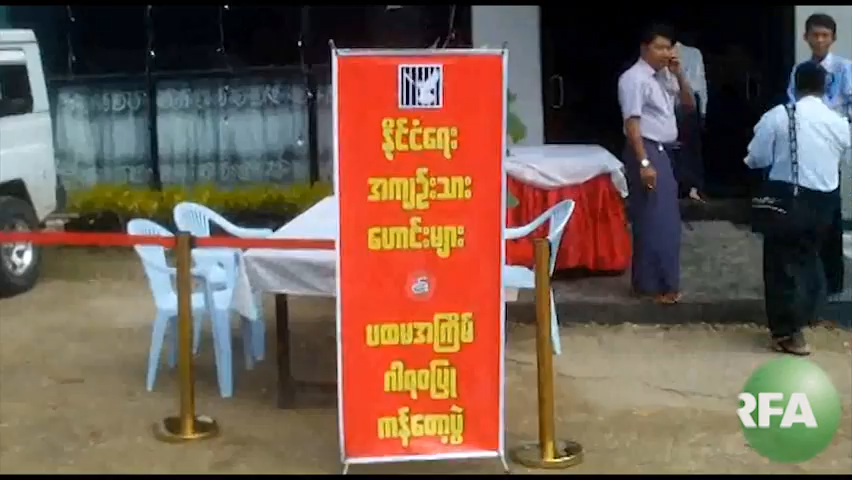 နိုင်ငံရေး
အကျဉ်းသား
ဟောင်းများ
၏
ပထမအကြိမ်
ဂါရဝပြု
ကန်တော့ပွဲ
RFA